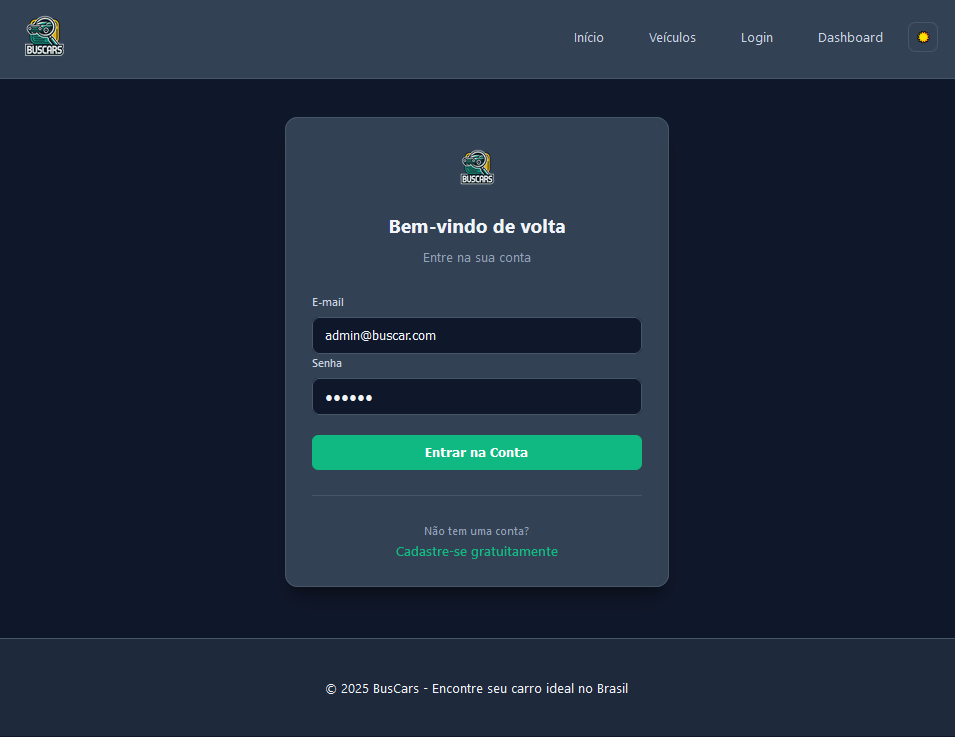 BUSCARS
Início Veículos Login Dashboard
BUSCARS
Bem-vindo de volta
Entre na sua conta
E-mail
admin@buscar.com
Senha
●●●●●●
Entrar na Conta
Não tem uma conta?
Cadastre-se gratuitamente
© 2025 BusCars - Encontre seu carro ideal no Brasil